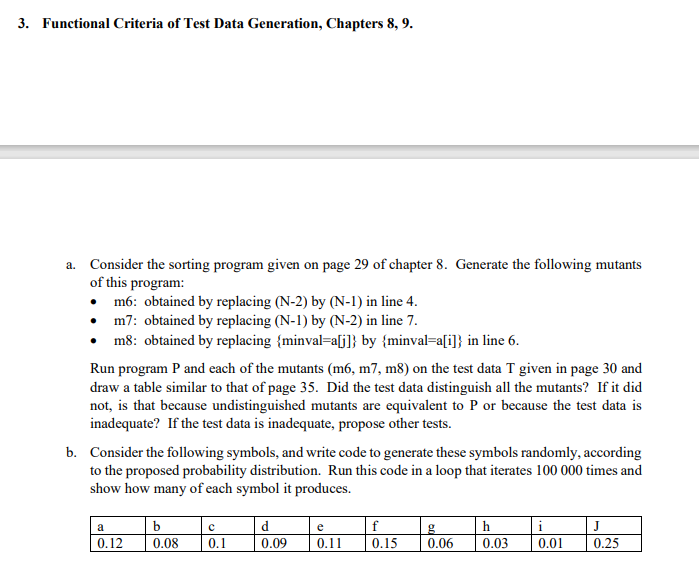 3. Functional Criteria of Test Data Generation, Chapters 8, 9.
a. Consider the sorting program given on page 29 of chapter 8. Generate the following mutants
of this program:
• m6: obtained by replacing (N-2) by (N-1) in line 4.
• m7: obtained by replacing (N-1) by (N-2) in line 7.
• m8: obtained by replacing {minval=a[j]} by {minval=a[i]} in line 6.
Run program P and each of the mutants (m6, m7, m8) on the test data T given in page 30 and
draw a table similar to that of page 35. Did the test data distinguish all the mutants? If it did
not, is that because undistinguished mutants are equivalent to P or because the test data is
inadequate? If the test data is inadequate, propose other tests.
b. Consider the following symbols, and write code to generate these symbols randomly, according
to the proposed probability distribution. Run this code in a loop that iterates 100 000 times and
show how many of each symbol it produces.
a b c d e f g h i J
0.12 0.08 0.1 0.09 0.11 0.15 0.06 0.03 0.01 0.25